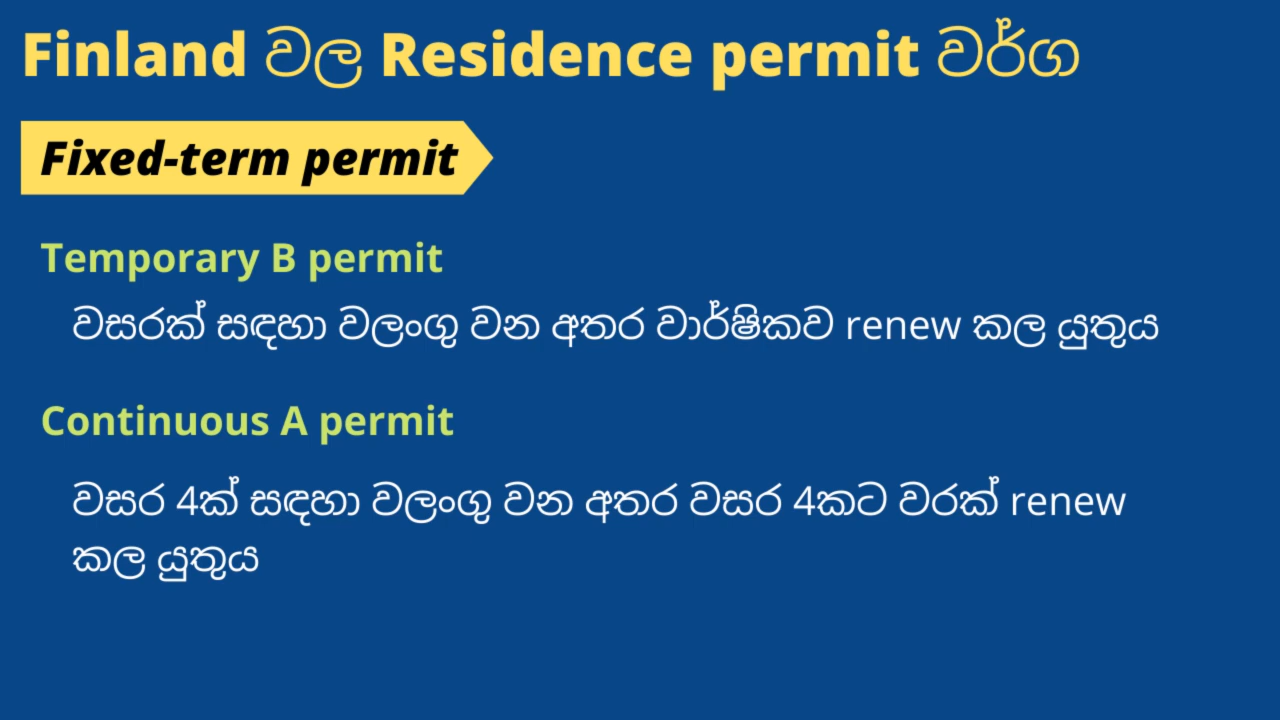 Finland වල Residence permit වර්ග
Fixed-term permit
Temporary B permit
වසරක් සඳහා වලංගු වන අතර වාර්ෂිකව renew කල යුතුය
Continuous A permit
වසර 4ක් සඳහා වලංගු වන අතර වසර 4කට වරක් renew
කල යුතුය